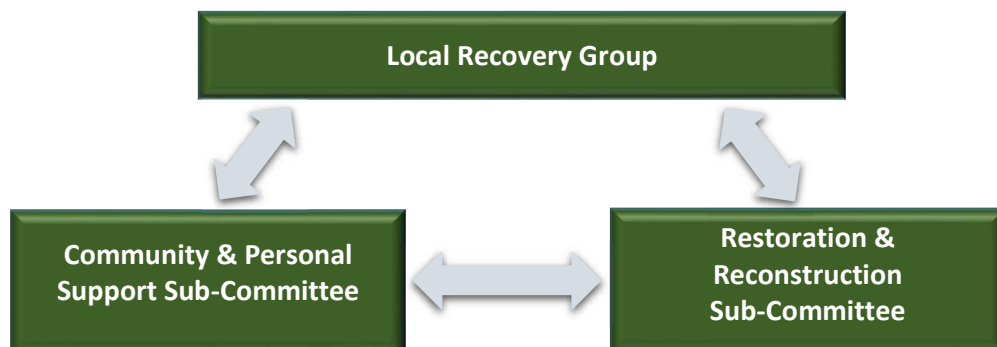 Local Recovery Group
Community & Personal
Support Sub-Committee
Restoration &
Reconstruction
Sub-Committee